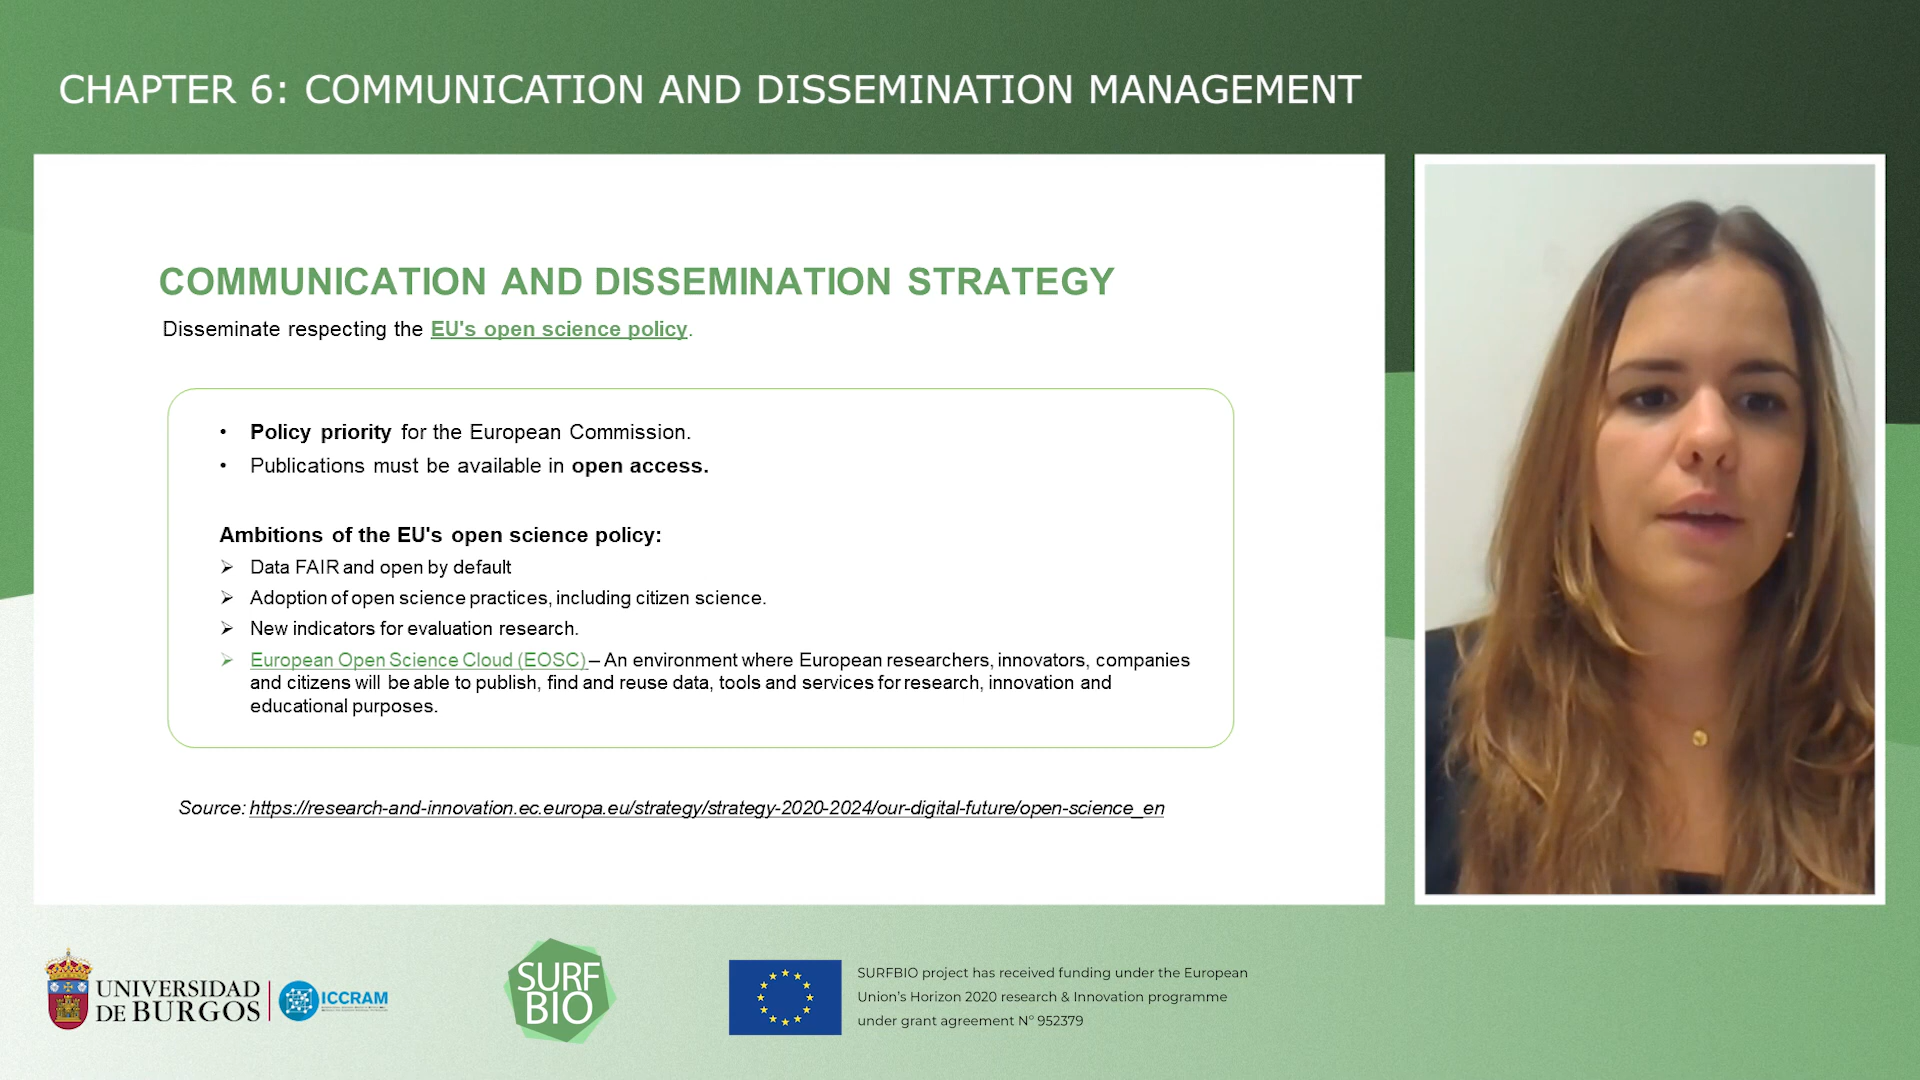 CHAPTER 6: COMMUNICATION AND DISSEMINATION MANAGEMENT
COMMUNICATION AND DISSEMINATION STRATEGY
Disseminate respecting the EU's open science policy.
• Policy priority for the European Commission.
• Publications must be available in open access.
Ambitions of the EU's open science policy:
➢ Data FAIR and open by default
➢ Adoption of open science practices, including citizen science.
➢ New indicators for evaluation research.
➢ European Open Science Cloud (EOSC) – An environment where European researchers, innovators, companies
and citizens will be able to publish, find and reuse data, tools and services for research, innovation and
educational purposes.
Source: https://research-and-innovation.ec.europa.eu/strategy/strategy-2020-2024/our-digital-future/open-science_en
UNIVERSIDAD
DE BURGOS
ICCRAM
SURF
BIO
SURFBIO project has received funding under the European
Union's Horizon 2020 research & Innovation programme
under grant agreement Nº 952379